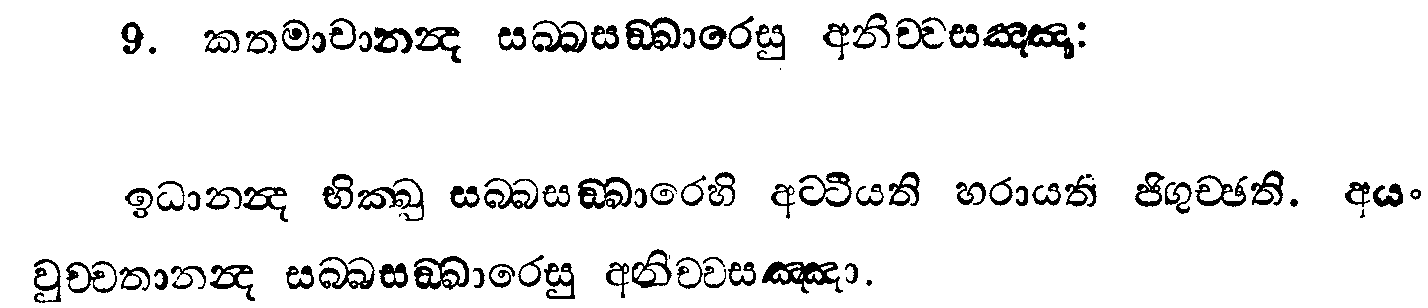 9. කතමාචානන්‍ද සබ්බසඞ්ඛාරෙසු අනිච්චසඤ්ඤා:
ඉධානන්‍ද භික්ඛු සබ්බසඞ්ඛාරෙහි අට්ටීයති හරායති ජිගුච්ඡති. අයං
වුච්චතානන්‍ද සබ්බසඞ්ඛාරෙසු අනිච්චසඤ්ඤා.